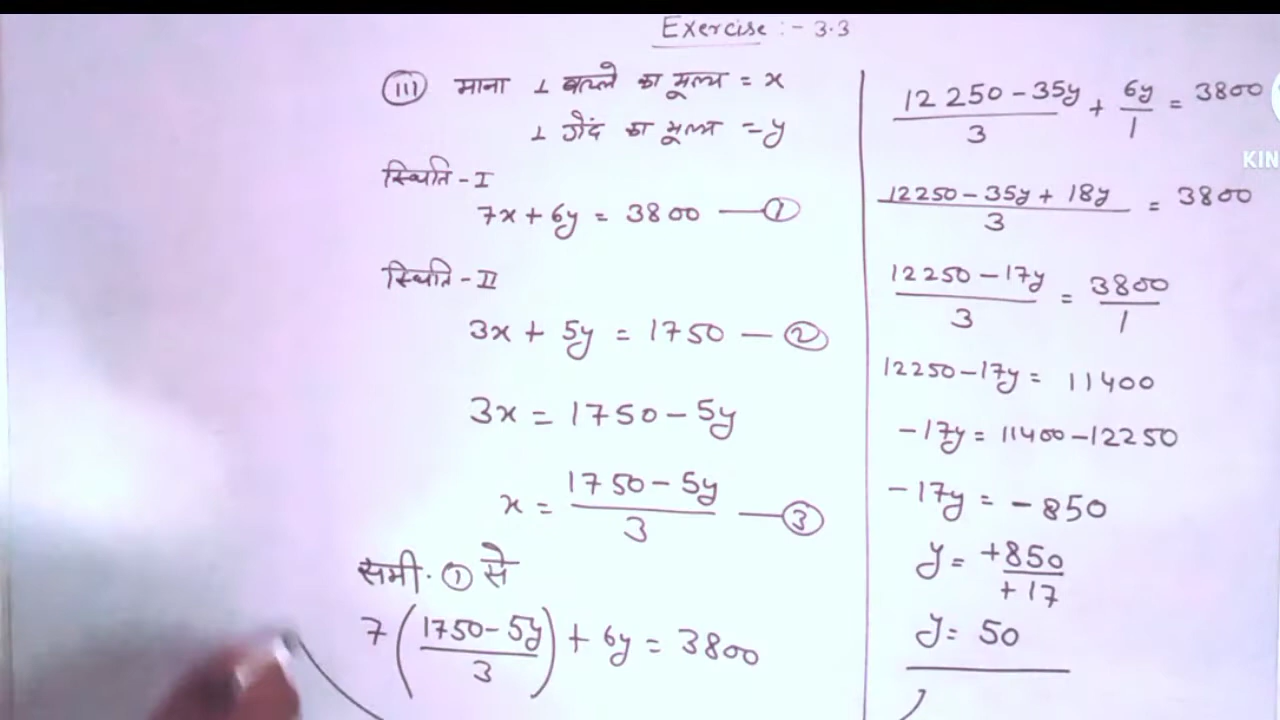 Exercise :- 3.3
(III) माना 1 बल्ले का मूल्य = x
1 गेंद का मूल्य = y
स्थिति - I
7x + 6y = 3800 —①
स्थिति - II
3x + 5y = 1750 — ②
3x = 1750 - 5y
x = (1750 - 5y)/3 —③
समी. ① से
7((1750 - 5y)/3) + 6y = 3800
(12250 - 35y)/3 + 6y/1 = 3800
(12250 - 35y + 18y)/3 = 3800
(12250 - 17y)/3 = 3800/1
12250 - 17y = 11400
-17y = 11400 - 12250
-17y = -850
y = +850/+17
y = 50
KIN